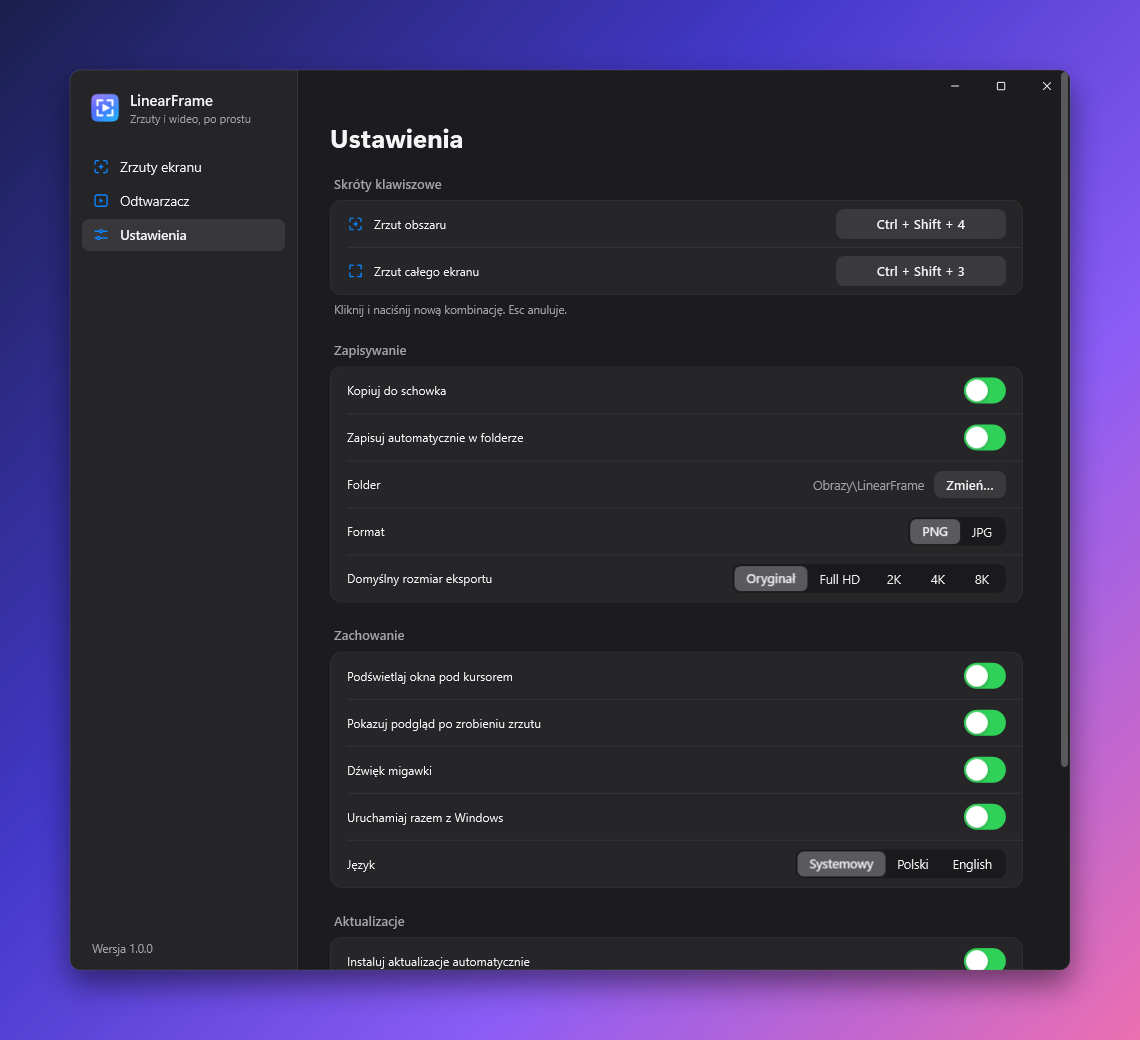 LinearFrame
Zrzuty i wideo, po prostu
Zrzuty ekranu
Odtwarzacz
Ustawienia
Wersja 1.0.0
Ustawienia
Skróty klawiszowe
Zrzut obszaru Ctrl + Shift + 4
Zrzut całego ekranu Ctrl + Shift + 3
Kliknij i naciśnij nową kombinację. Esc anuluje.
Zapisywanie
Kopiuj do schowka
Zapisuj automatycznie w folderze
Folder Obrazy\LinearFrame Zmień...
Format PNG JPG
Domyślny rozmiar eksportu Oryginał Full HD 2K 4K 8K
Zachowanie
Podświetlaj okna pod kursorem
Pokazuj podgląd po zrobieniu zrzutu
Dźwięk migawki
Uruchamiaj razem z Windows
Język Systemowy Polski English
Aktualizacje
Instaluj aktualizacje automatycznie